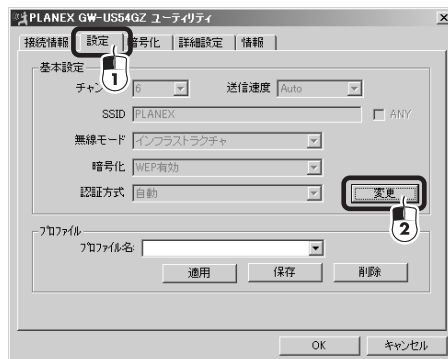 PLANEX GW-US54GZ ユーティリティ
接続情報 設定 暗号化 詳細設定 情報
基本設定
6 送信速度 Auto
SSID PLANEX ANY
無線モード インフラストラクチャ
暗号化 WEP有効
認証方式 自動 変更
1
2
プロファイル
プロファイル名:
適用 保存 削除
OK キャンセル